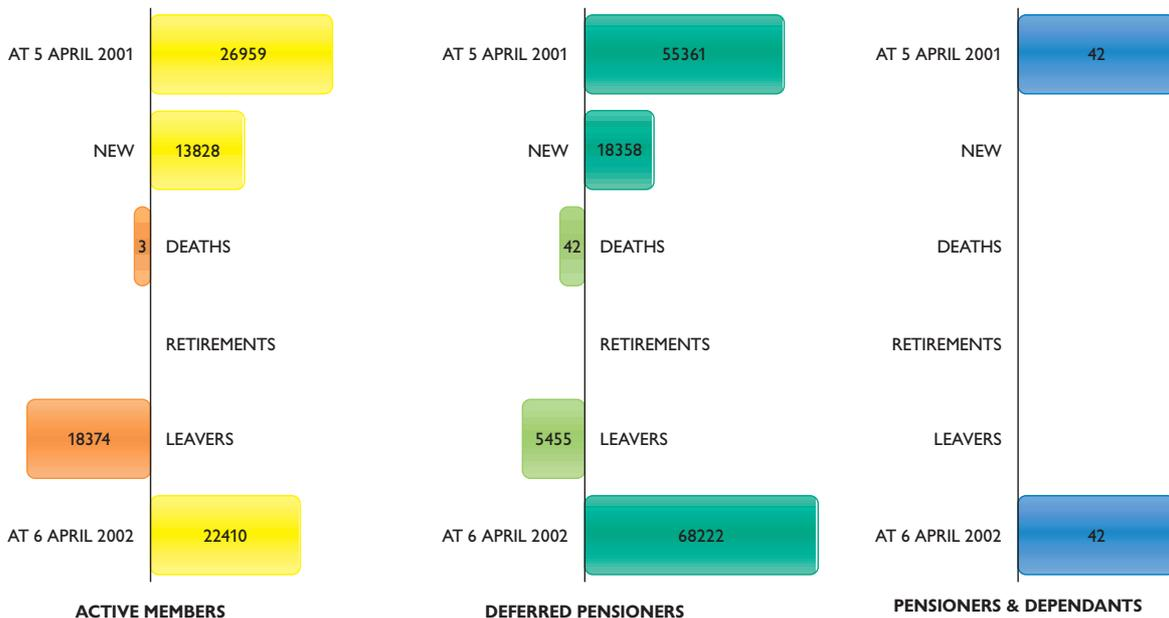 AT 5 APRIL 2001
26959
NEW
13828
3
DEATHS
RETIREMENTS
18374
LEAVERS
AT 6 APRIL 2002
22410
ACTIVE MEMBERS
AT 5 APRIL 2001
55361
NEW
18358
42
DEATHS
RETIREMENTS
5455
LEAVERS
AT 6 APRIL 2002
68222
DEFERRED PENSIONERS
AT 5 APRIL 2001
42
NEW
DEATHS
RETIREMENTS
LEAVERS
AT 6 APRIL 2002
42
PENSIONERS & DEPENDANTS